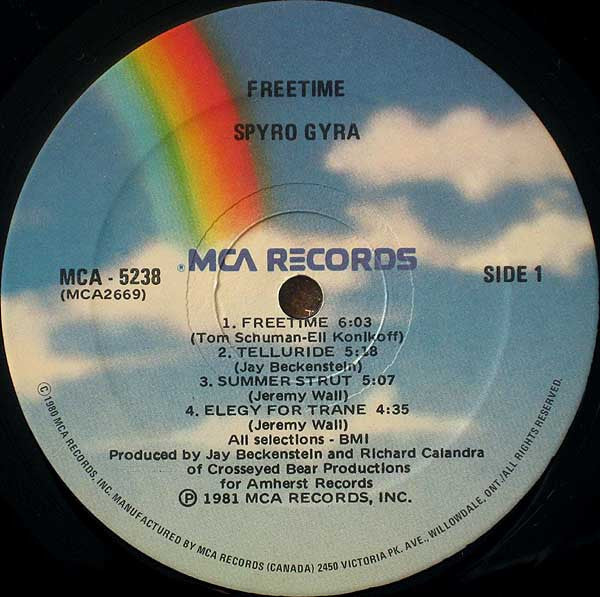 FREETIME
SPYRO GYRA
® MCA RECORDS
MCA - 5238
(MCA2669)
SIDE 1
1. FREETIME 6:03
(Tom Schuman-Eli Konikoff)
2. TELLURIDE 5:18
(Jay Beckenstein)
3. SUMMER STRUT 5:07
(Jeremy Wall)
4. ELEGY FOR TRANE 4:35
(Jeremy Wall)
All selections - BMI
Produced by Jay Beckenstein and Richard Calandra
of Crosseyed Bear Productions
for Amherst Records
℗ 1981 MCA RECORDS, INC.
© 1980 MCA RECORDS, INC. MANUFACTURED BY MCA RECORDS (CANADA) 2450 VICTORIA PK. AVE., WILLOWDALE, ONT./ALL RIGHTS RESERVED.